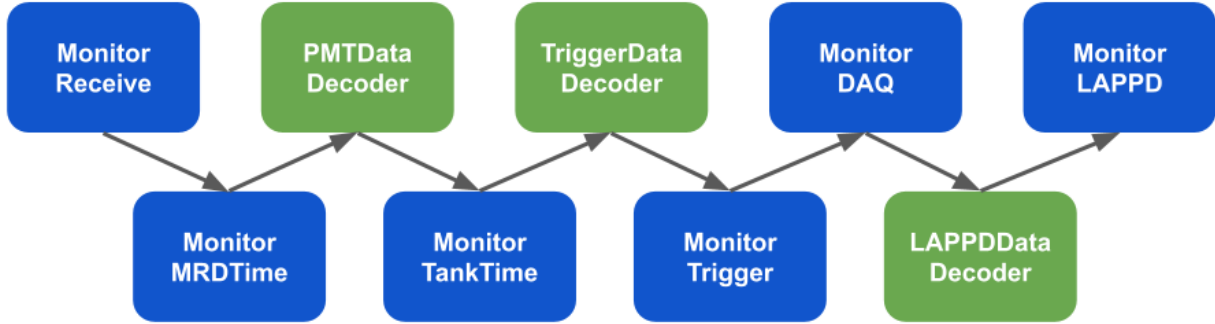 Monitor
Receive
PMTData
Decoder
TriggerData
Decoder
Monitor
DAQ
Monitor
LAPPD
Monitor
MRDTime
Monitor
TankTime
Monitor
Trigger
LAPPDData
Decoder